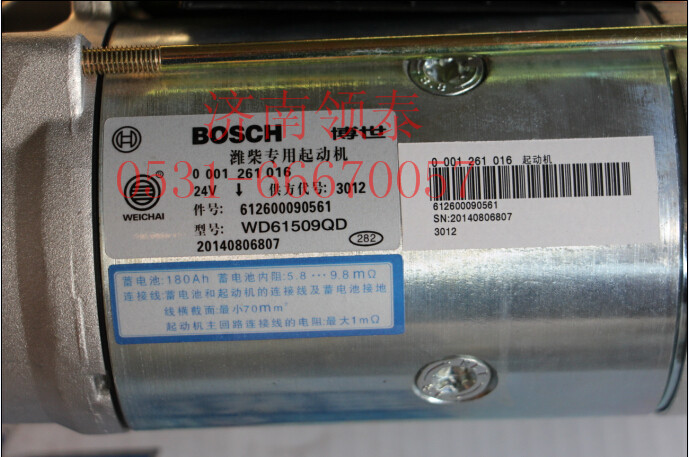 济南领泰
0531-66670057
BOSCH 博世
潍柴专用起动机
0 001 261 016
24V 供方代号: 3012
件号: 612600090561
型号: WD61509QD
20140806807
282
WEICHAI
0 001 261 016 起动机
612600090561
SN:20140806807
3012
蓄电池:180Ah 蓄电池内阻:5.8…9.8mΩ
连接线:蓄电池和起动机的连接线及蓄电池接地
线横截面:最小70mm²
起动机主回路连接线的电阻:最大1mΩ